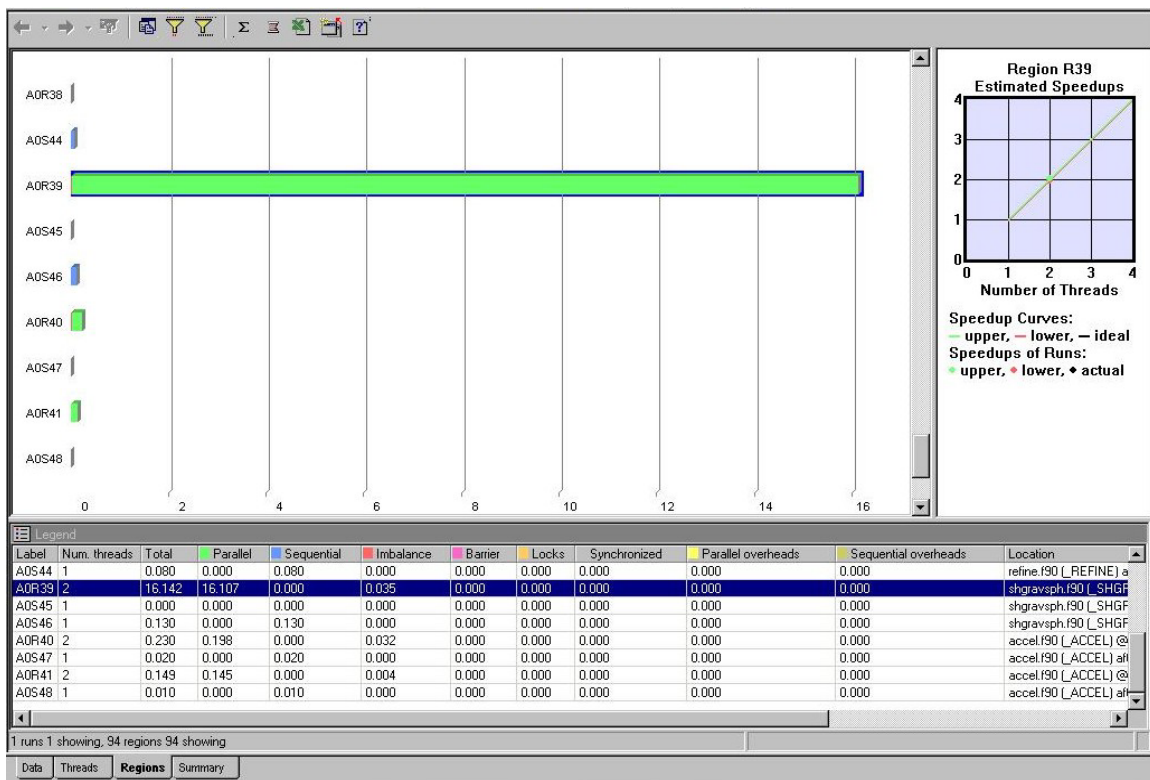 Σ
A0R38
A0S44
A0R39
A0S45
A0S46
A0R40
A0S47
A0R41
A0S48
0 2 4 6 8 10 12 14 16
Region R39
Estimated Speedups
4
3
2
1
0
0 1 2 3 4
Number of Threads
Speedup Curves:
upper, lower, ideal
Speedups of Runs:
upper, lower, actual
Legend
Label Num. threads Total Parallel Sequential Imbalance Barrier Locks Synchronized Parallel overheads Sequential overheads Location
A0S44 1 0.080 0.000 0.080 0.000 0.000 0.000 0.000 0.000 0.000 refine.f90 (_REFINE) a
A0R39 2 16.142 16.107 0.000 0.035 0.000 0.000 0.000 0.000 0.000 shgravsph.f90 (_SHGF
A0S45 1 0.000 0.000 0.000 0.000 0.000 0.000 0.000 0.000 0.000 shgravsph.f90 (_SHGF
A0S46 1 0.130 0.000 0.130 0.000 0.000 0.000 0.000 0.000 0.000 shgravsph.f90 (_SHGF
A0R40 2 0.230 0.198 0.000 0.032 0.000 0.000 0.000 0.000 0.000 accel.f90 (_ACCEL) @
A0S47 1 0.020 0.000 0.020 0.000 0.000 0.000 0.000 0.000 0.000 accel.f90 (_ACCEL) aft
A0R41 2 0.149 0.145 0.000 0.004 0.000 0.000 0.000 0.000 0.000 accel.f90 (_ACCEL) @
A0S48 1 0.010 0.000 0.010 0.000 0.000 0.000 0.000 0.000 0.000 accel.f90 (_ACCEL) aft
1 runs 1 showing, 94 regions 94 showing
Data Threads Regions Summary